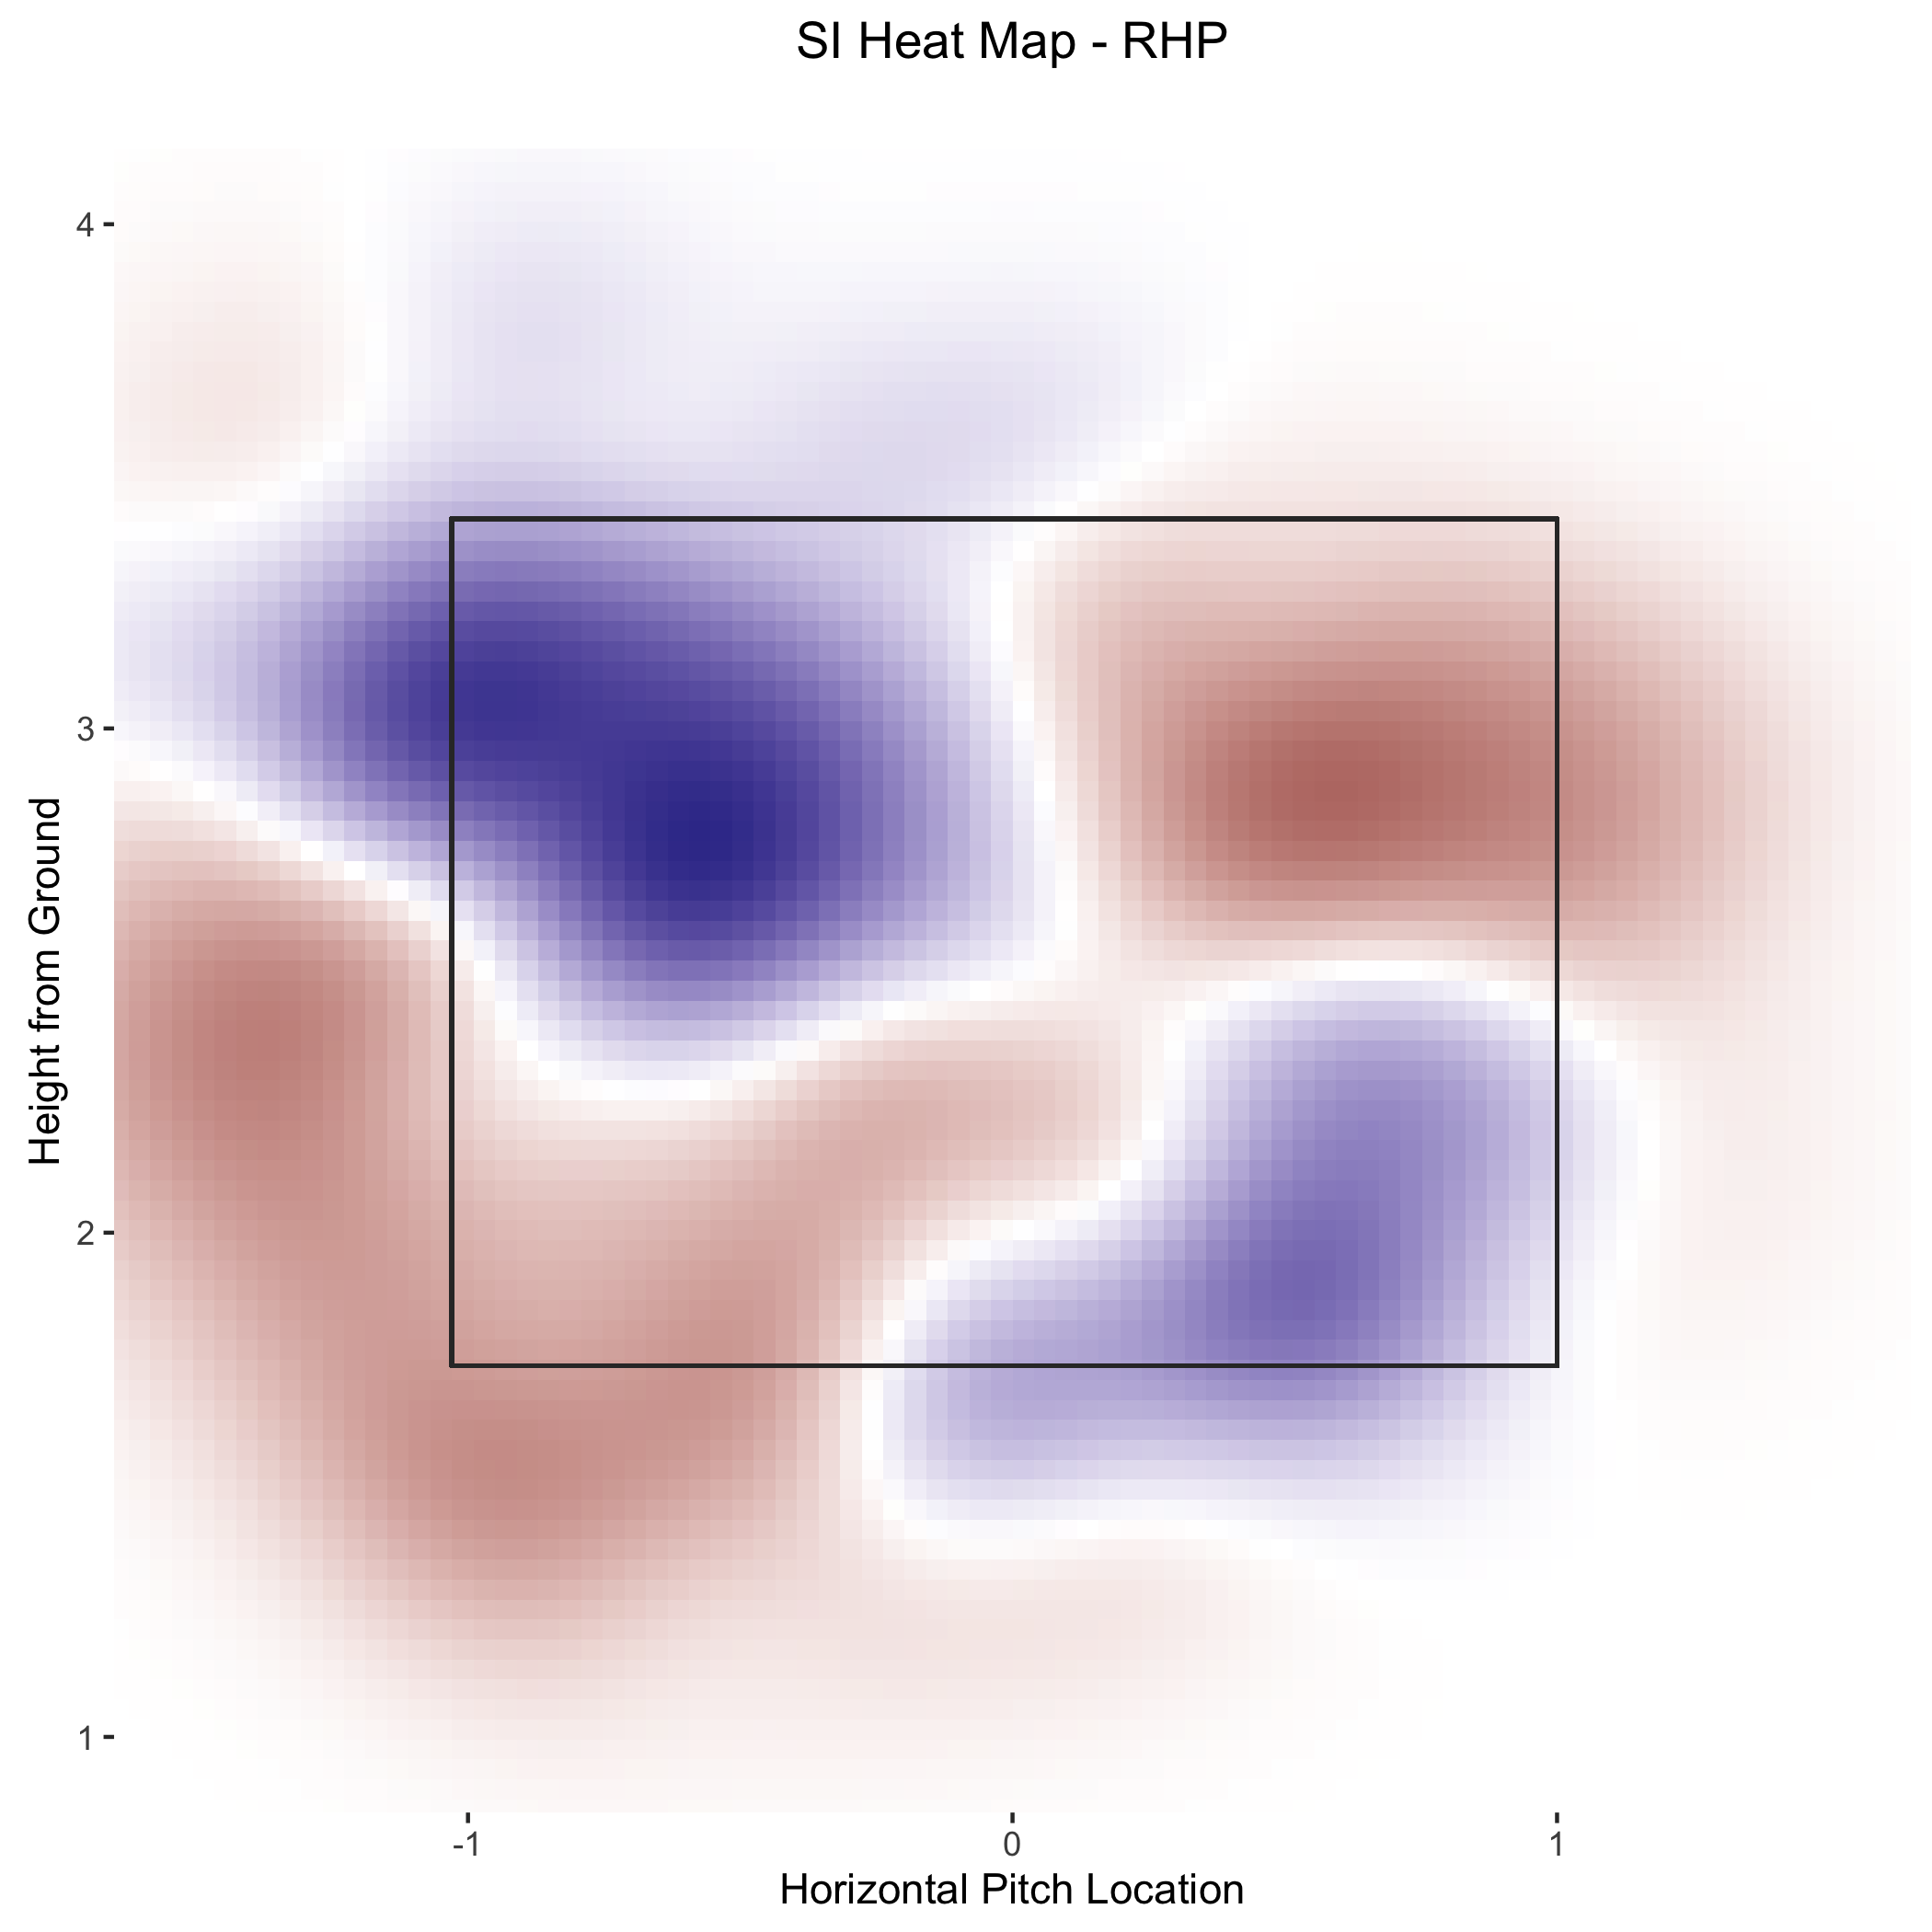 SI Heat Map - RHP
Height from Ground
4
3
2
1
-1 0 1
Horizontal Pitch Location